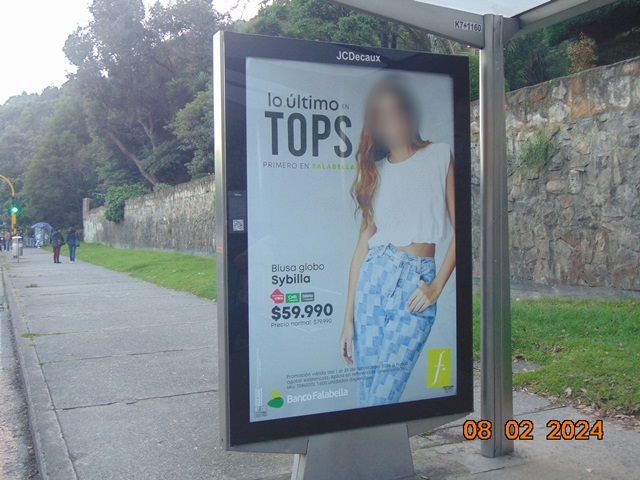 K7+1160
JCDecaux
lo último EN
TOPS
PRIMERO EN FALABELLA
Blusa globo
Sybilla
$59.990
Precio normal: $79.990
f.
Banco Falabella
08 02 2024